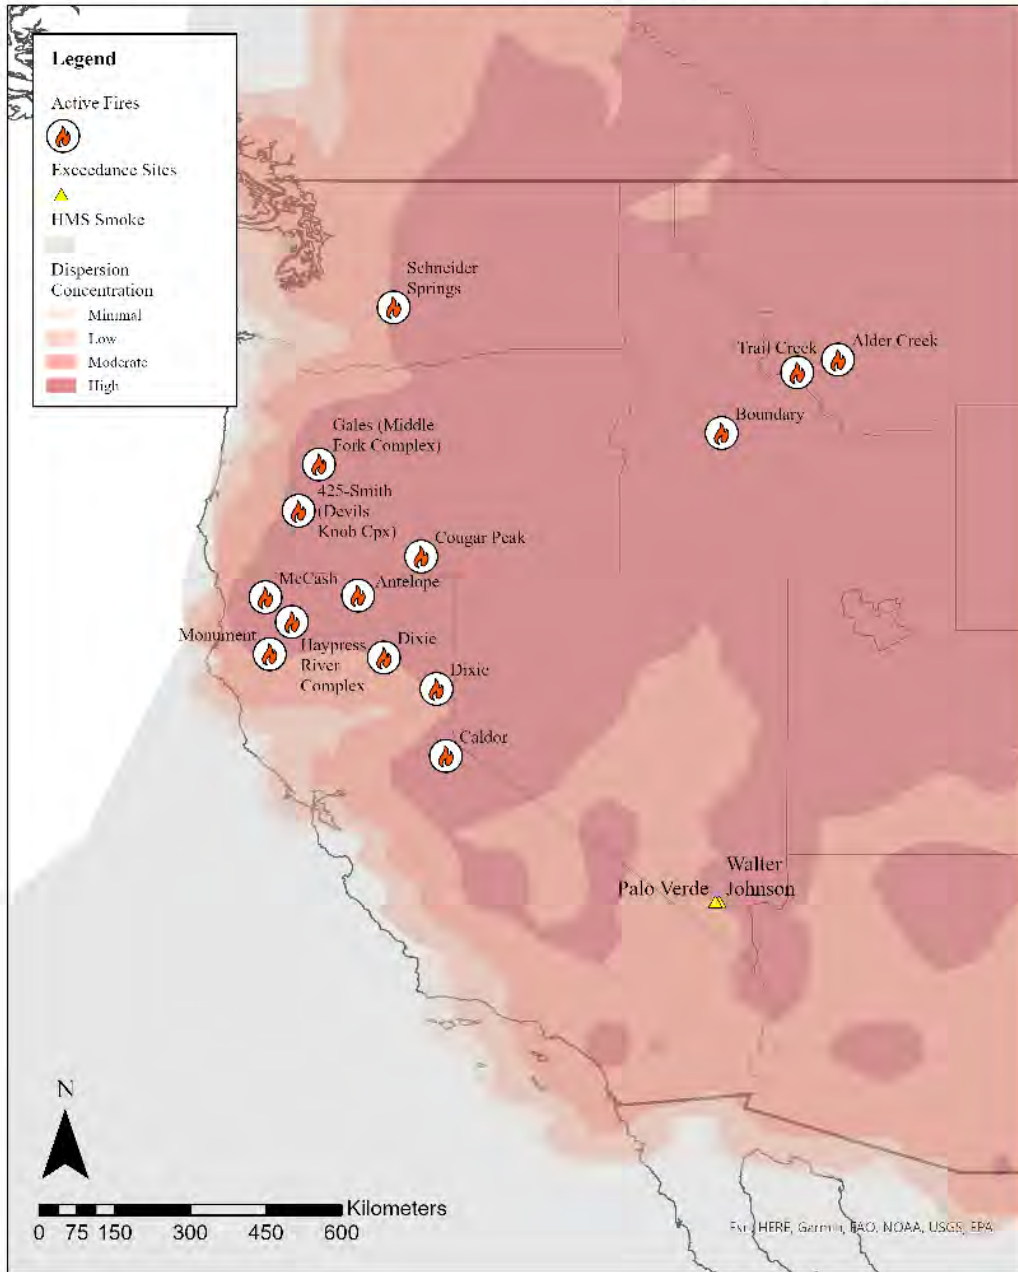 Legend
Active Fires
Exceedance Sites
HMS Smoke
Dispersion
Concentration
Minimal
Low
Moderate
High
Schneider
Springs
Trail Creek
Alder Creek
Boundary
Gales (Middle
Fork Complex)
425-Smith
(Devils
Knob Cpx)
Cougar Peak
McCash
Antelope
Monument
Haypress
River
Complex
Dixie
Dixie
Caldor
Walter
Johnson
Palo Verde
N
Kilometers
0 75 150 300 450 600
Esri, HERE, Garmin, FAO, NOAA, USGS, EPA